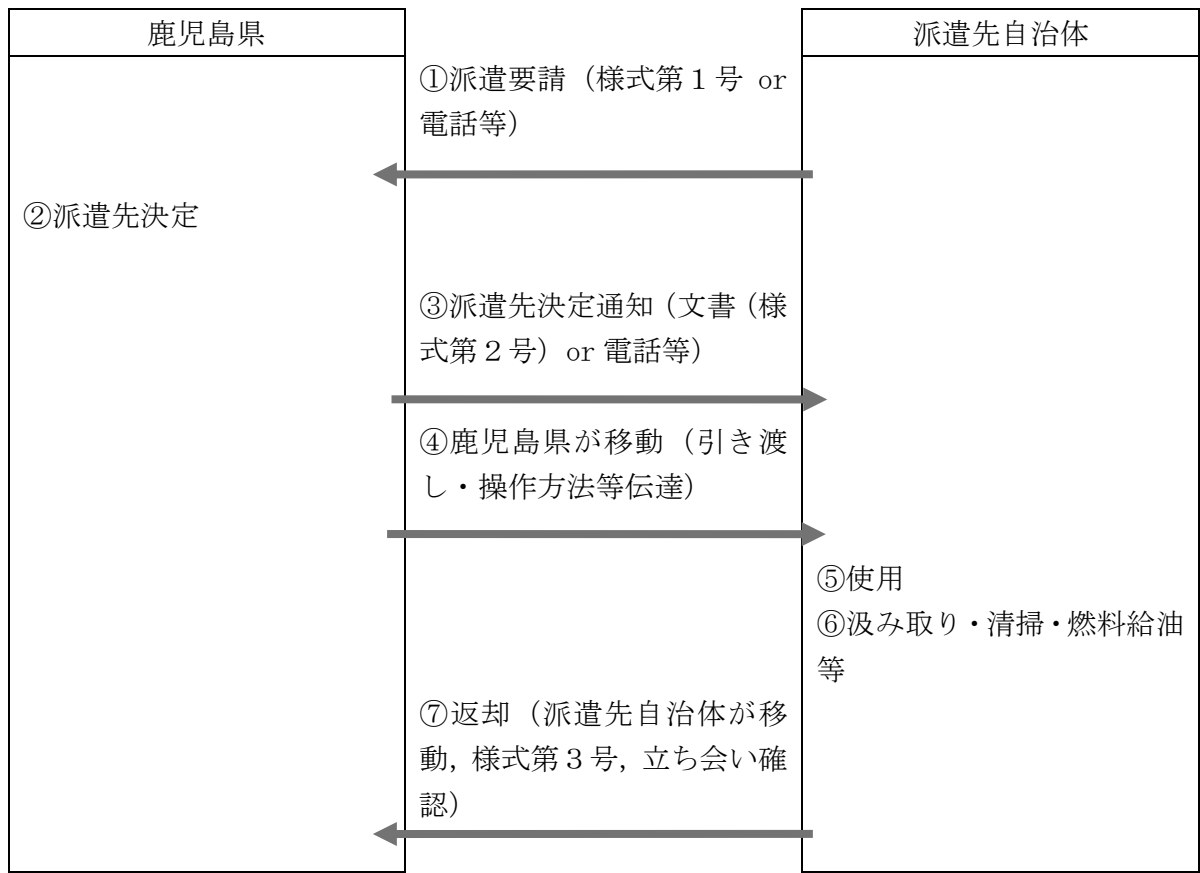 鹿児島県
派遣先自治体
①派遣要請（様式第１号 or
電話等）
②派遣先決定
③派遣先決定通知（文書（様
式第２号）or 電話等）
④鹿児島県が移動（引き渡
し・操作方法等伝達）
⑤使用
⑥汲み取り・清掃・燃料給油
等
⑦返却（派遣先自治体が移
動，様式第３号，立ち会い確
認）